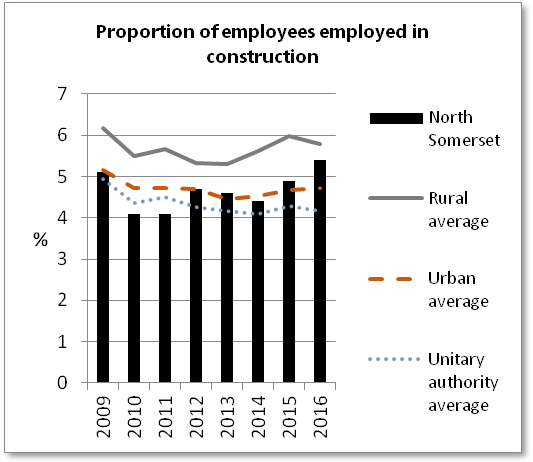 Proportion of employees employed in
construction
7
6
5
4
3
2
1
0
%
2009
2010
2011
2012
2013
2014
2015
2016
North
Somerset
Rural
average
Urban
average
Unitary
authority
average